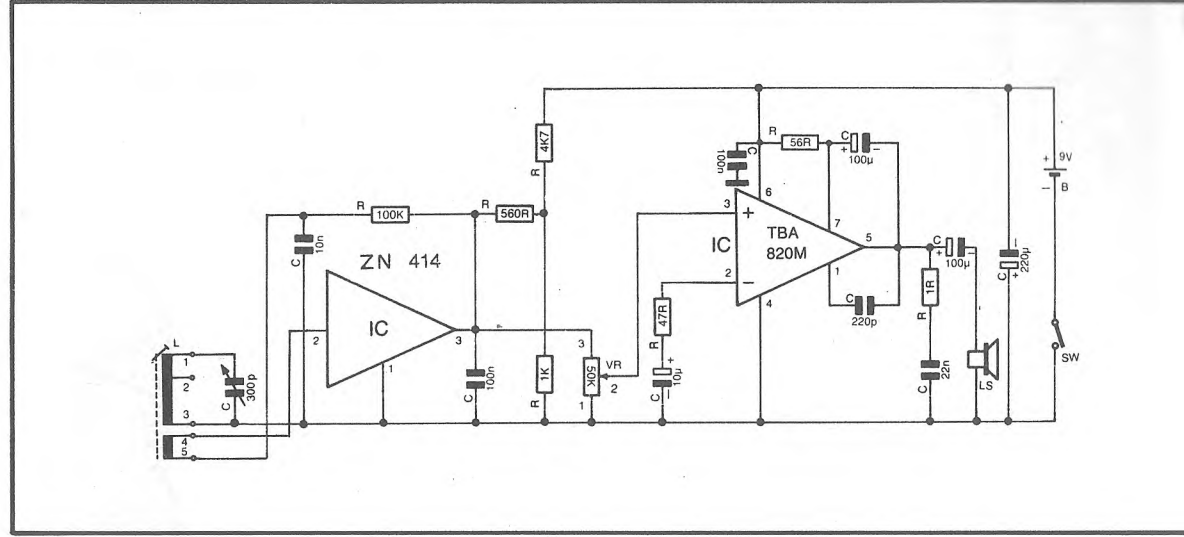 R
4K7
R
100K
R
560R
C
10n
ZN 414
IC
2
3
1
L
1
2
3
4
5
C
300p
C
100n
R
1K
3
50K
VR
2
1
R
47R
R
+
10µ
C
−
C
100n
R
56R
C
+
100µ
−
6
3
+
7
TBA
820M
IC
5
2
−
1
4
C
220p
C
+
100µ
−
1R
R
22n
C
LS
−
220µ
C
+
+
9V
−
B
SW